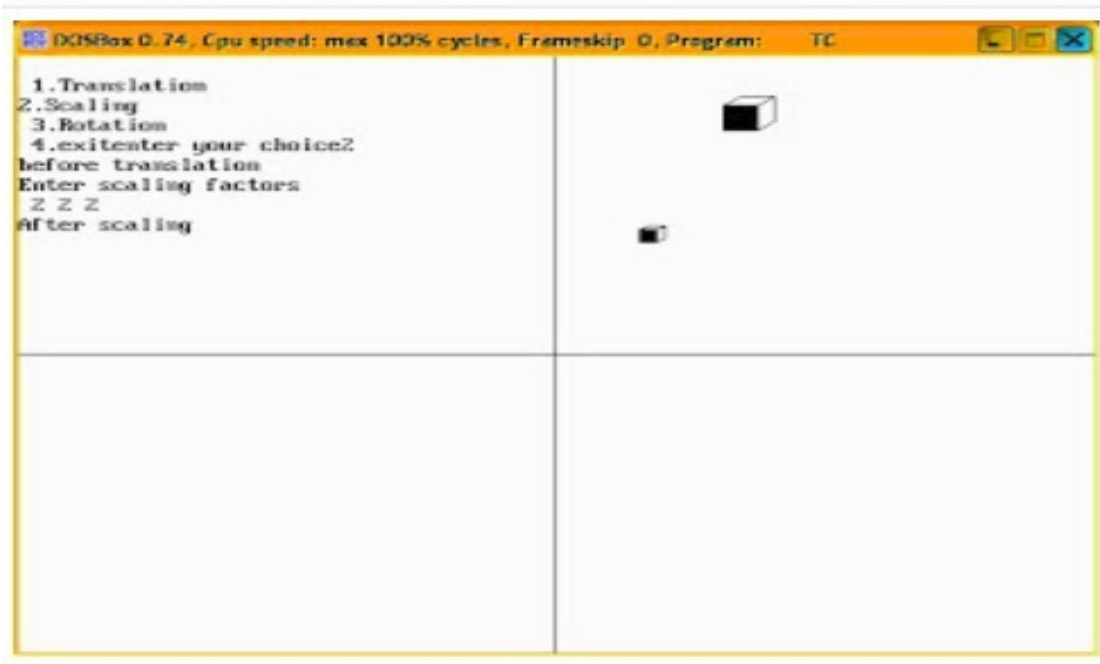 DOSBox 0.74, Cpu speed: max 100% cycles, Frameskip 0, Program: TC
1.Translation
2.Scaling
3.Rotation
4.exitenter your choice2
before translation
Enter scaling factors
2 2 2
After scaling